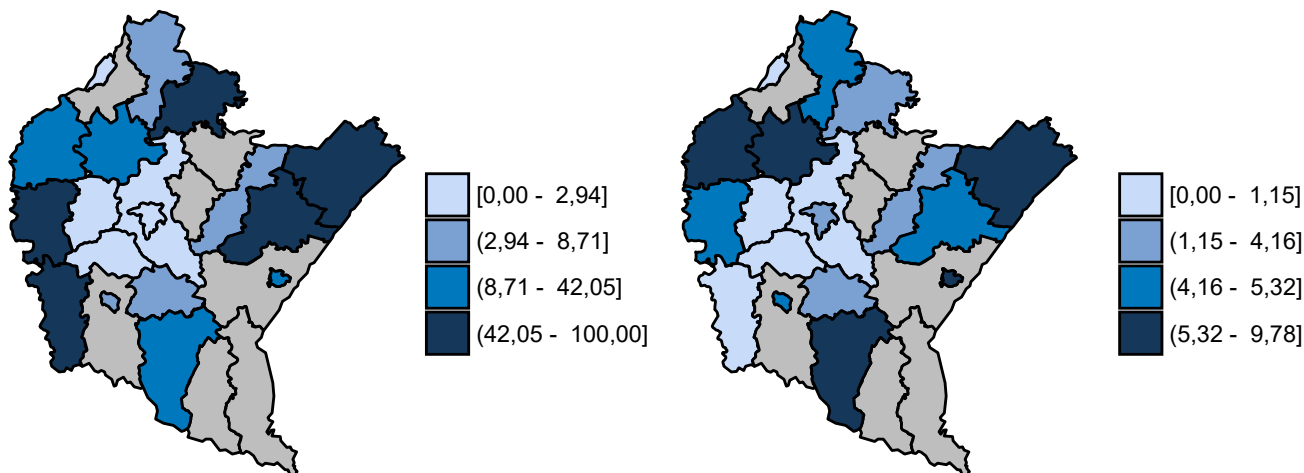 [0,00 - 2,94]
(2,94 - 8,71]
(8,71 - 42,05]
(42,05 - 100,00]
[0,00 - 1,15]
(1,15 - 4,16]
(4,16 - 5,32]
(5,32 - 9,78]